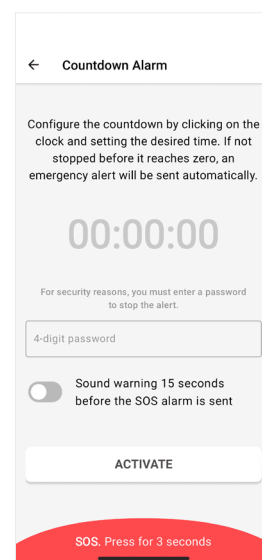 Countdown Alarm
Configure the countdown by clicking on the
clock and setting the desired time. If not
stopped before it reaches zero, an
emergency alert will be sent automatically.
00:00:00
For security reasons, you must enter a password
to stop the alert.
4-digit password
Sound warning 15 seconds
before the SOS alarm is sent
ACTIVATE
SOS. Press for 3 seconds